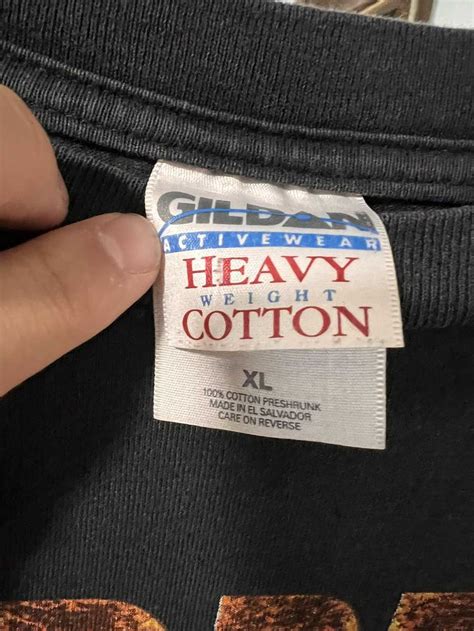 GILDAN
ACTIVEWEAR
HEAVY
WEIGHT
COTTON
XL
100% COTTON PRESHRUNK
MADE IN EL SALVADOR
CARE ON REVERSE